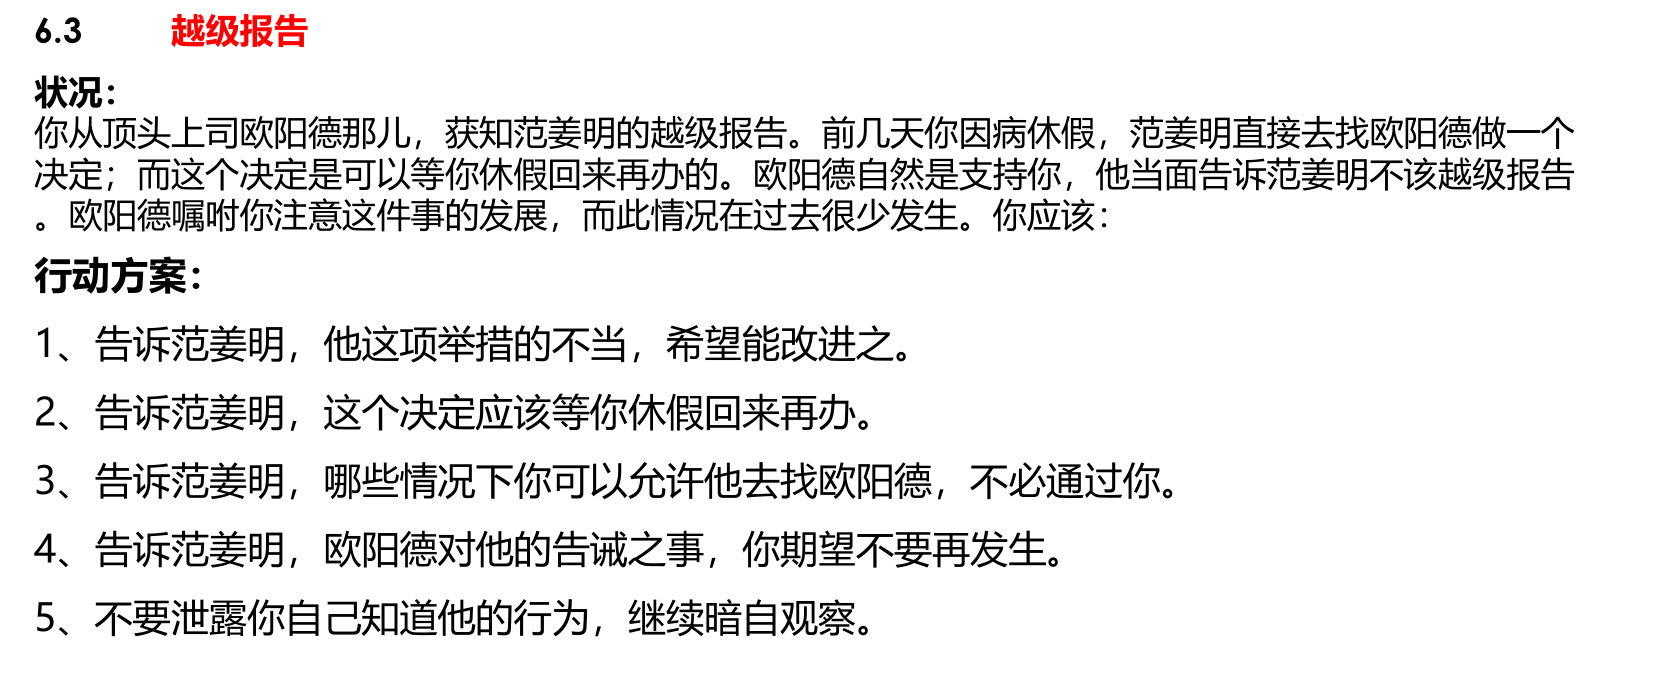 6.3 越级报告
状况：
你从顶头上司欧阳德那儿，获知范姜明的越级报告。前几天你因病休假，范姜明直接去找欧阳德做一个
决定；而这个决定是可以等你休假回来再办的。欧阳德自然是支持你，他当面告诉范姜明不该越级报告
。欧阳德嘱咐你注意这件事的发展，而此情况在过去很少发生。你应该：
行动方案：
1、告诉范姜明，他这项举措的不当，希望能改进之。
2、告诉范姜明，这个决定应该等你休假回来再办。
3、告诉范姜明，哪些情况下你可以允许他去找欧阳德，不必通过你。
4、告诉范姜明，欧阳德对他的告诫之事，你期望不要再发生。
5、不要泄露你自己知道他的行为，继续暗自观察。